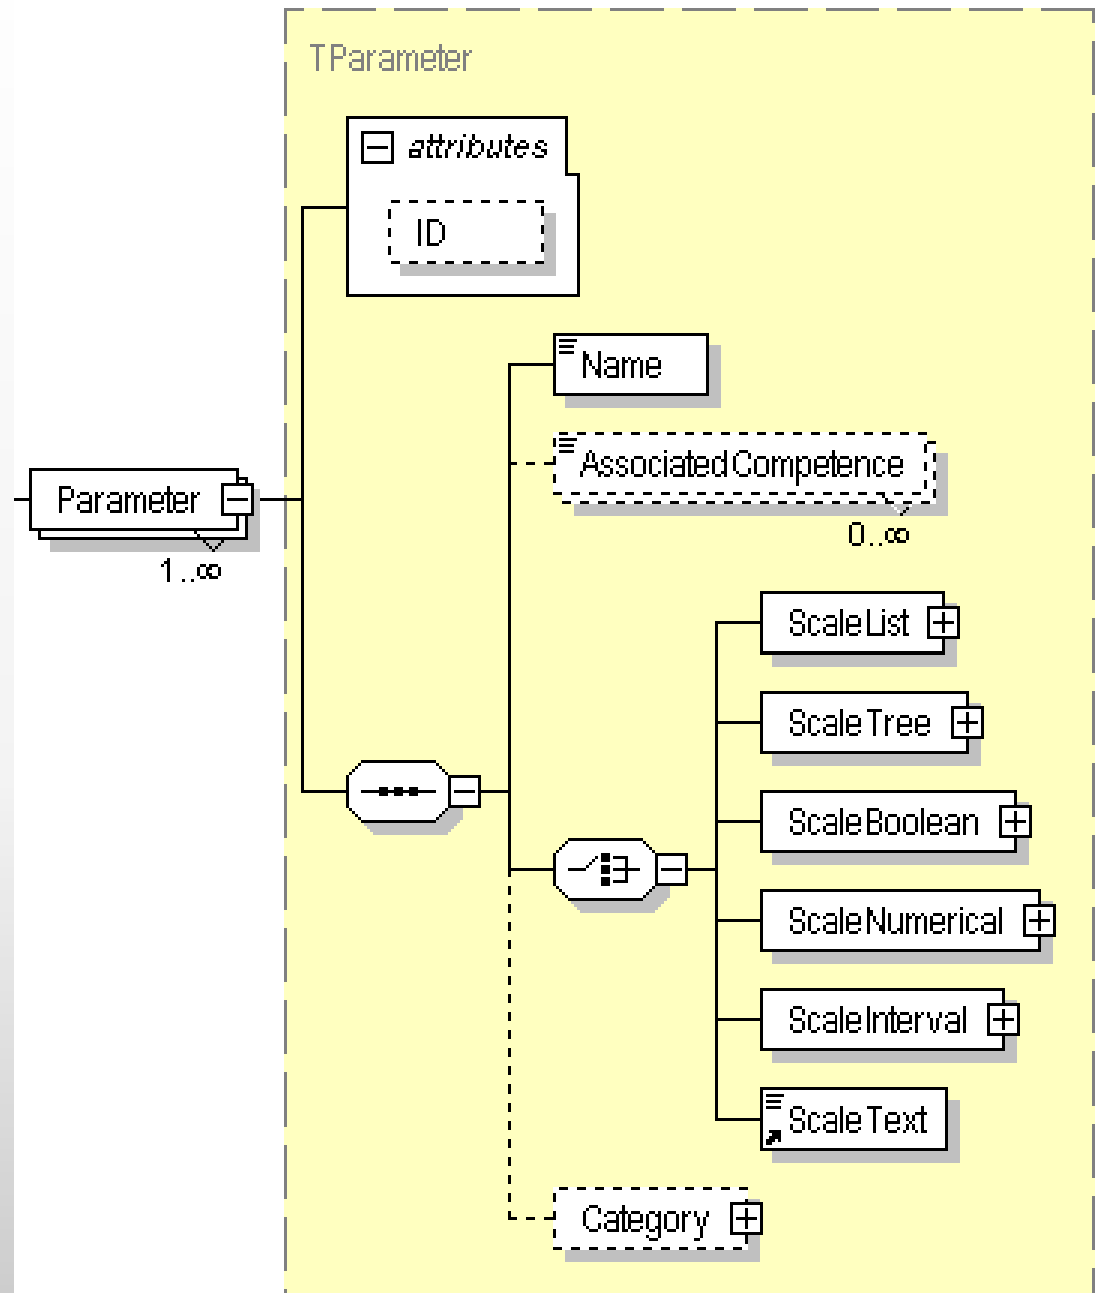 TParameter
attributes
ID
Name
AssociatedCompetence
0..∞
Parameter
1..∞
ScaleList
ScaleTree
ScaleBoolean
ScaleNumerical
ScaleInterval
ScaleText
Category